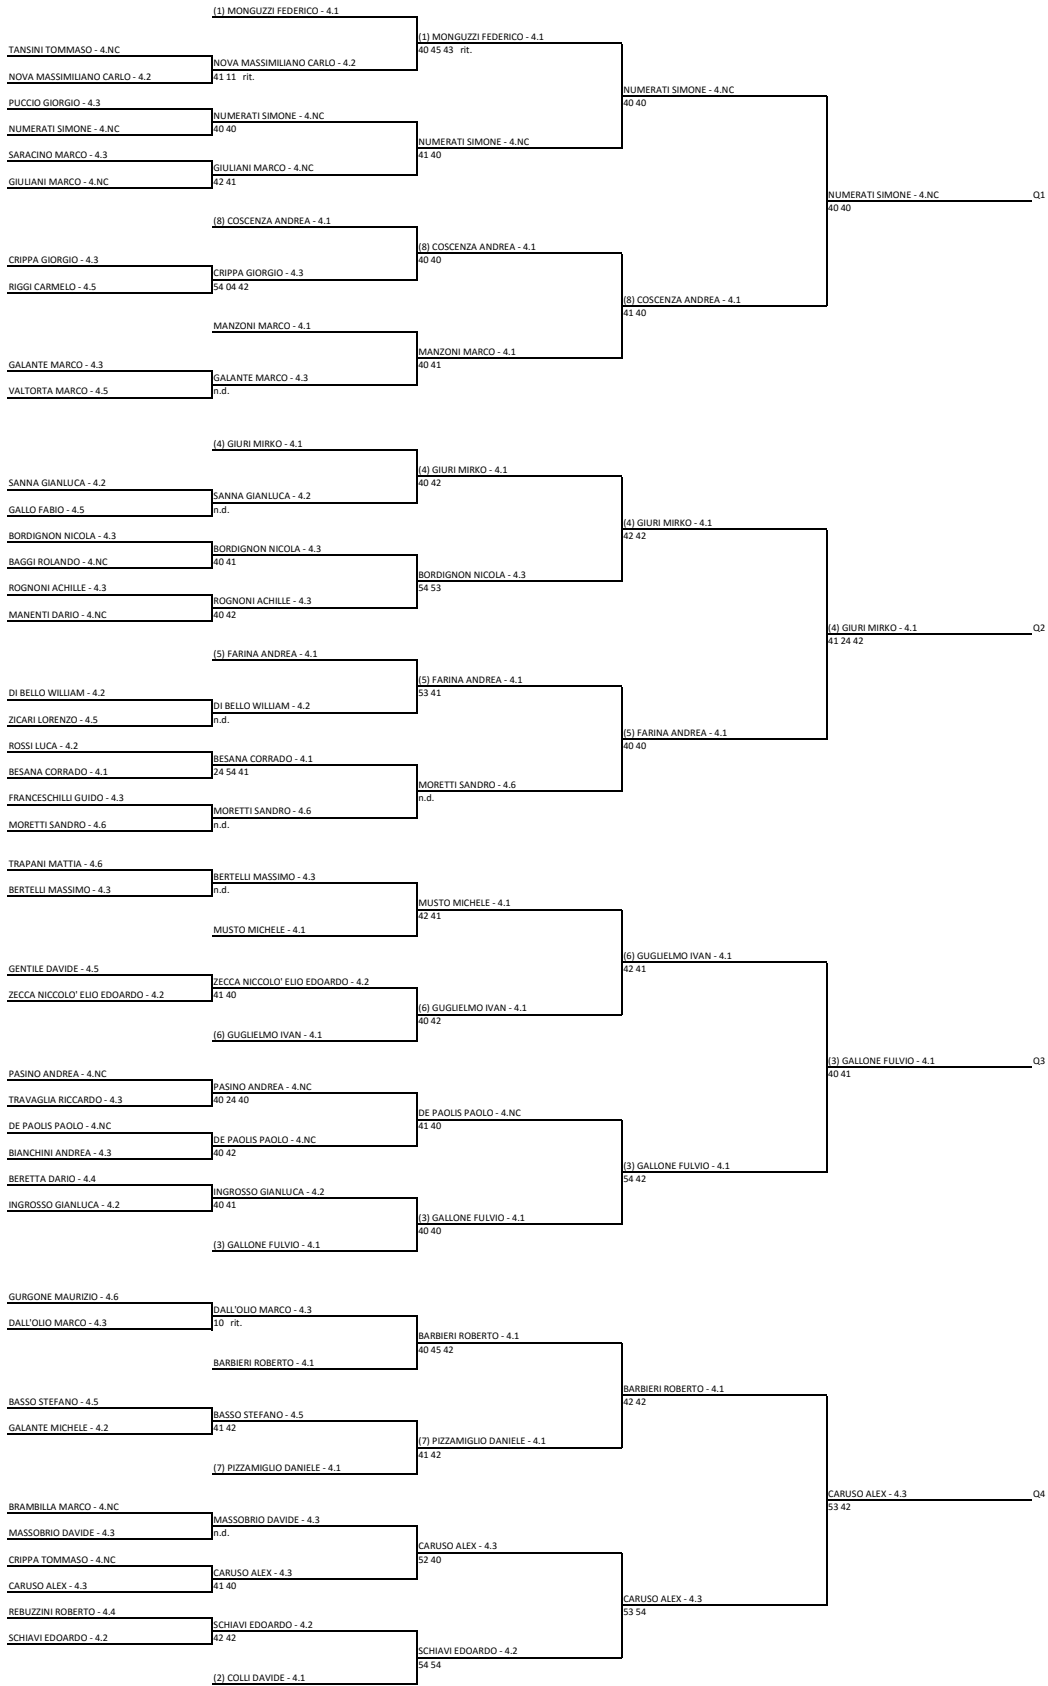 (1) MONGUZZI FEDERICO - 4.1
(1) MONGUZZI FEDERICO - 4.1
TANSINI TOMMASO - 4.NC
40 45 43 rit.
NOVA MASSIMILIANO CARLO - 4.2
NOVA MASSIMILIANO CARLO - 4.2
41 11 rit.
NUMERATI SIMONE - 4.NC
PUCCIO GIORGIO - 4.3
40 40
NUMERATI SIMONE - 4.NC
NUMERATI SIMONE - 4.NC
40 40
NUMERATI SIMONE - 4.NC
SARACINO MARCO - 4.3
41 40
GIULIANI MARCO - 4.NC
GIULIANI MARCO - 4.NC
42 41
NUMERATI SIMONE - 4.NC
Q1
40 40
(8) COSCENZA ANDREA - 4.1
(8) COSCENZA ANDREA - 4.1
CRIPPA GIORGIO - 4.3
40 40
CRIPPA GIORGIO - 4.3
RIGGI CARMELO - 4.5
54 04 42
(8) COSCENZA ANDREA - 4.1
41 40
MANZONI MARCO - 4.1
MANZONI MARCO - 4.1
GALANTE MARCO - 4.3
40 41
GALANTE MARCO - 4.3
VALTORTA MARCO - 4.5
n.d.
(4) GIURI MIRKO - 4.1
(4) GIURI MIRKO - 4.1
SANNA GIANLUCA - 4.2
40 42
SANNA GIANLUCA - 4.2
GALLO FABIO - 4.5
n.d.
(4) GIURI MIRKO - 4.1
BORDIGNON NICOLA - 4.3
42 42
BORDIGNON NICOLA - 4.3
BAGGI ROLANDO - 4.NC
40 41
BORDIGNON NICOLA - 4.3
ROGNONI ACHILLE - 4.3
54 53
ROGNONI ACHILLE - 4.3
MANENTI DARIO - 4.NC
40 42
(4) GIURI MIRKO - 4.1
Q2
41 24 42
(5) FARINA ANDREA - 4.1
(5) FARINA ANDREA - 4.1
DI BELLO WILLIAM - 4.2
53 41
DI BELLO WILLIAM - 4.2
ZICARI LORENZO - 4.5
n.d.
(5) FARINA ANDREA - 4.1
ROSSI LUCA - 4.2
40 40
BESANA CORRADO - 4.1
BESANA CORRADO - 4.1
24 54 41
MORETTI SANDRO - 4.6
FRANCESCHILLI GUIDO - 4.3
n.d.
MORETTI SANDRO - 4.6
MORETTI SANDRO - 4.6
n.d.
TRAPANI MATTIA - 4.6
BERTELLI MASSIMO - 4.3
BERTELLI MASSIMO - 4.3
n.d.
MUSTO MICHELE - 4.1
42 41
MUSTO MICHELE - 4.1
(6) GUGLIELMO IVAN - 4.1
GENTILE DAVIDE - 4.5
42 41
ZECCA NICCOLO' ELIO EDOARDO - 4.2
ZECCA NICCOLO' ELIO EDOARDO - 4.2
41 40
(6) GUGLIELMO IVAN - 4.1
40 42
(6) GUGLIELMO IVAN - 4.1
(3) GALLONE FULVIO - 4.1
Q3
PASINO ANDREA - 4.NC
40 41
PASINO ANDREA - 4.NC
TRAVAGLIA RICCARDO - 4.3
40 24 40
DE PAOLIS PAOLO - 4.NC
DE PAOLIS PAOLO - 4.NC
41 40
DE PAOLIS PAOLO - 4.NC
BIANCHINI ANDREA - 4.3
40 42
(3) GALLONE FULVIO - 4.1
BERETTA DARIO - 4.4
54 42
INGROSSO GIANLUCA - 4.2
INGROSSO GIANLUCA - 4.2
40 41
(3) GALLONE FULVIO - 4.1
40 40
(3) GALLONE FULVIO - 4.1
GURGONE MAURIZIO - 4.6
DALL'OLIO MARCO - 4.3
DALL'OLIO MARCO - 4.3
10 rit.
BARBIERI ROBERTO - 4.1
40 45 42
BARBIERI ROBERTO - 4.1
BARBIERI ROBERTO - 4.1
BASSO STEFANO - 4.5
42 42
BASSO STEFANO - 4.5
GALANTE MICHELE - 4.2
41 42
(7) PIZZAMIGLIO DANIELE - 4.1
41 42
(7) PIZZAMIGLIO DANIELE - 4.1
CARUSO ALEX - 4.3
Q4
BRAMBILLA MARCO - 4.NC
53 42
MASSOBRIO DAVIDE - 4.3
MASSOBRIO DAVIDE - 4.3
n.d.
CARUSO ALEX - 4.3
CRIPPA TOMMASO - 4.NC
52 40
CARUSO ALEX - 4.3
CARUSO ALEX - 4.3
41 40
CARUSO ALEX - 4.3
REBUZZINI ROBERTO - 4.4
53 54
SCHIAVI EDOARDO - 4.2
SCHIAVI EDOARDO - 4.2
42 42
SCHIAVI EDOARDO - 4.2
54 54
(2) COLLI DAVIDE - 4.1